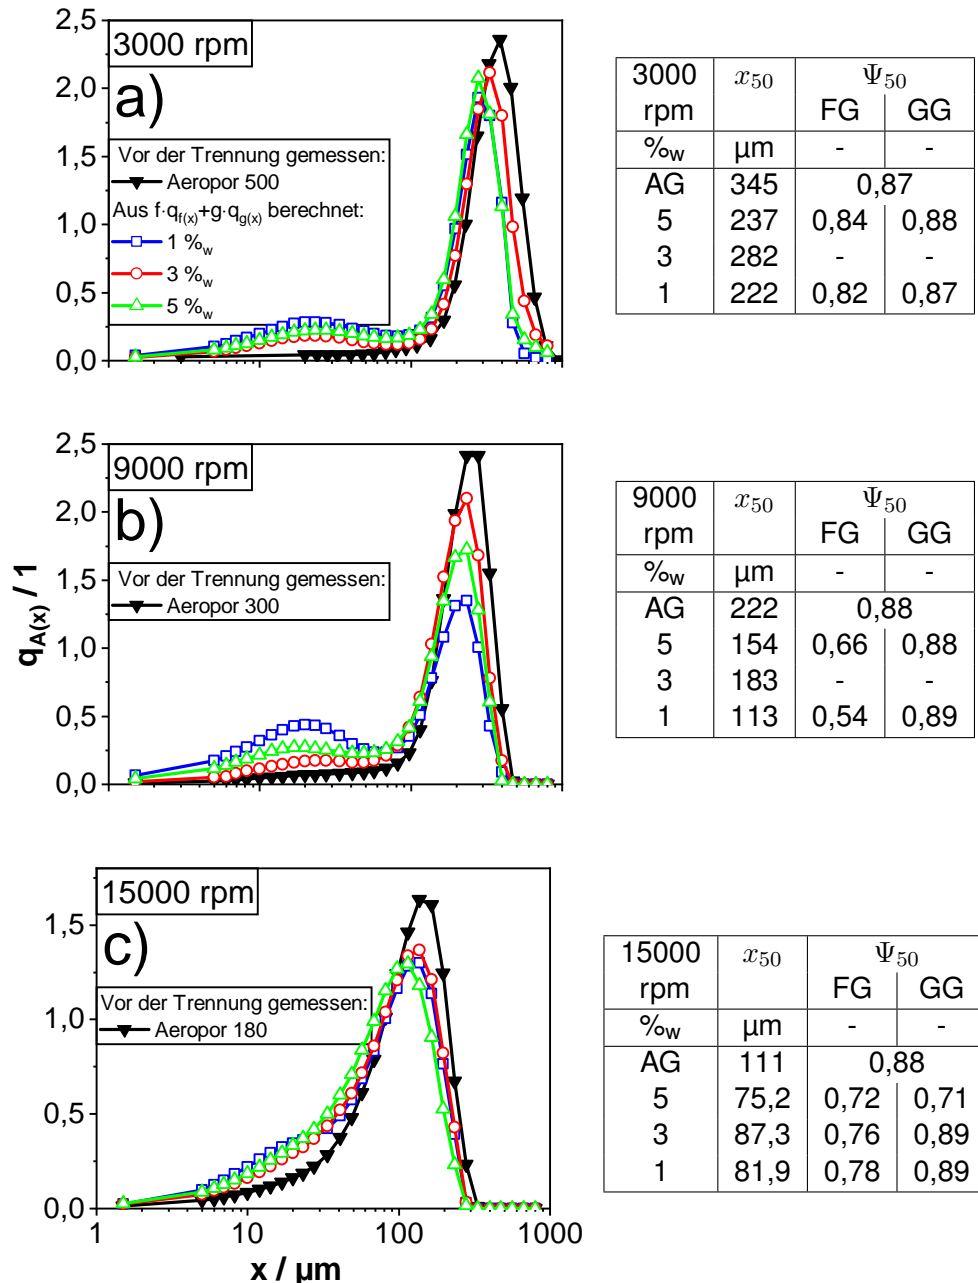 2,5
2,0
1,5
1,0
0,5
0,0
3000 rpm
a)
Vor der Trennung gemessen:
Aeropor 500
Aus f·qf(x)+g·qg(x) berechnet:
1 %w
3 %w
5 %w
3000 x50 Ψ50
rpm FG GG
%w µm - -
AG 345 0,87
5 237 0,84 0,88
3 282 - -
1 222 0,82 0,87
2,5
2,0
1,5
1,0
0,5
0,0
9000 rpm
b)
Vor der Trennung gemessen:
Aeropor 300
qA(x) / 1
9000 x50 Ψ50
rpm FG GG
%w µm - -
AG 222 0,88
5 154 0,66 0,88
3 183 - -
1 113 0,54 0,89
1,5
1,0
0,5
0,0
15000 rpm
c)
Vor der Trennung gemessen:
Aeropor 180
1 10 100 1000
x / µm
15000 x50 Ψ50
rpm FG GG
%w µm - -
AG 111 0,88
5 75,2 0,72 0,71
3 87,3 0,76 0,89
1 81,9 0,78 0,89